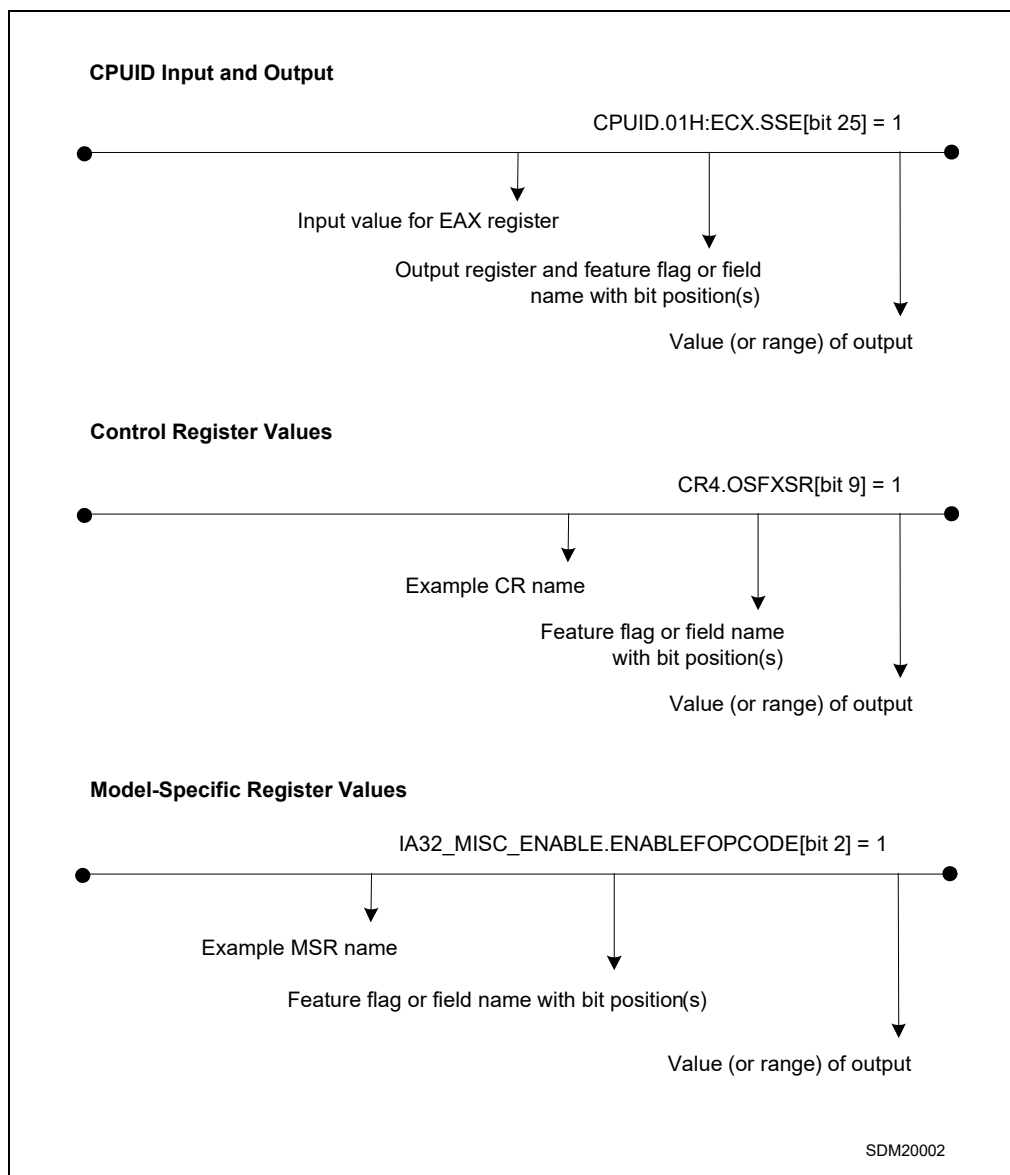 CPUID Input and Output
CPUID.01H:ECX.SSE[bit 25] = 1
Input value for EAX register
Output register and feature flag or field
name with bit position(s)
Value (or range) of output
Control Register Values
CR4.OSFXSR[bit 9] = 1
Example CR name
Feature flag or field name
with bit position(s)
Value (or range) of output
Model-Specific Register Values
IA32_MISC_ENABLE.ENABLEFOPCODE[bit 2] = 1
Example MSR name
Feature flag or field name with bit position(s)
Value (or range) of output
SDM20002